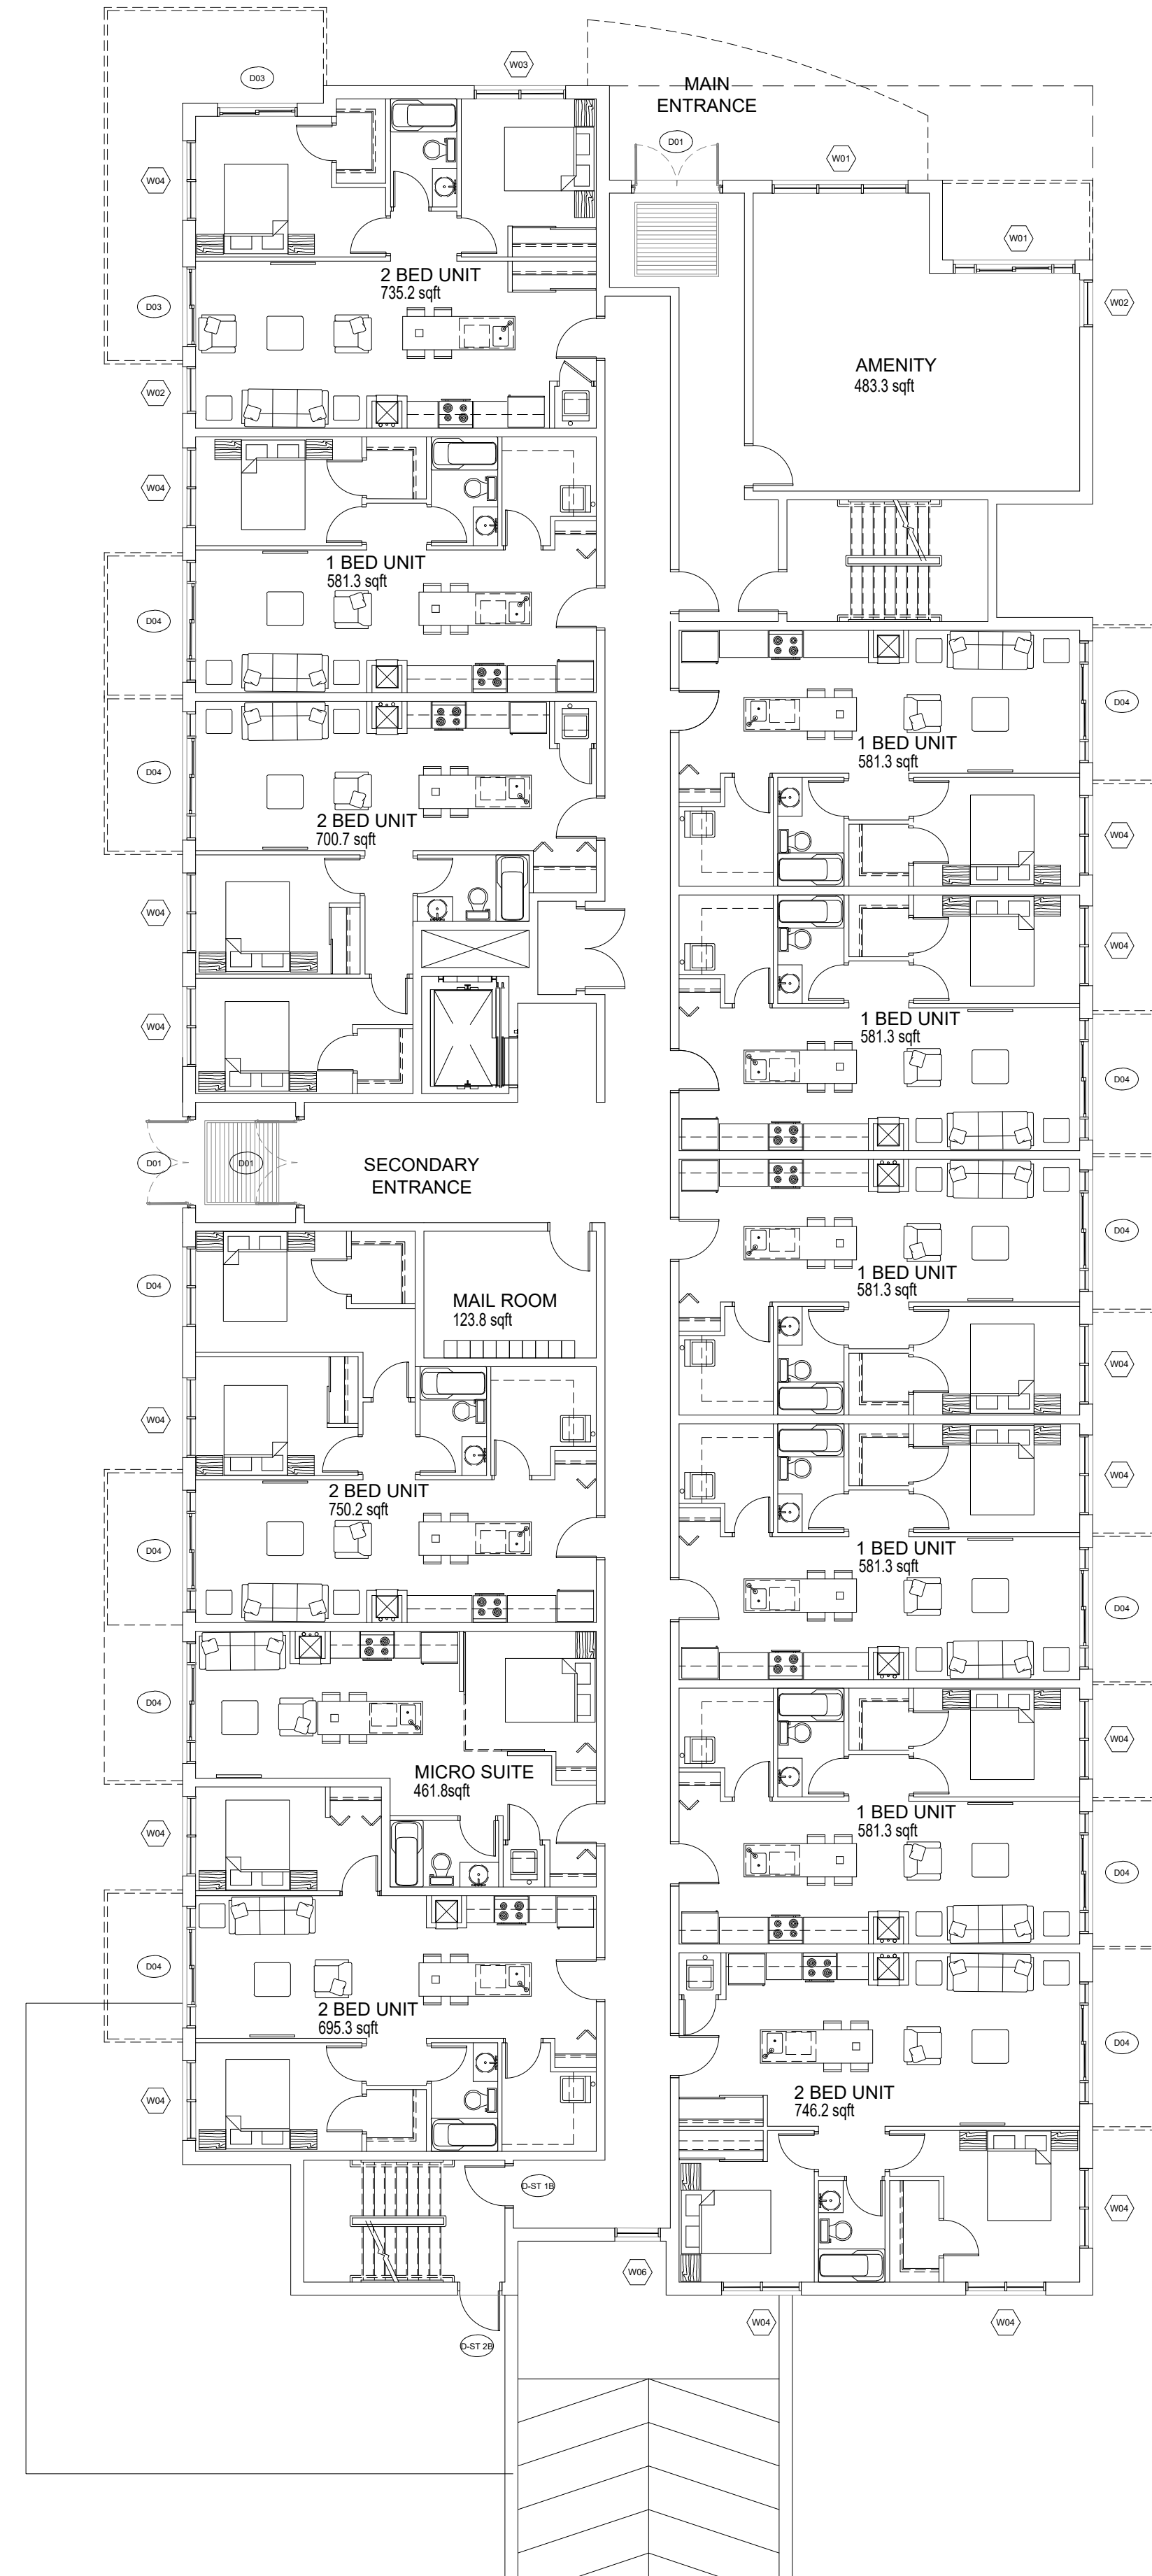 D03
W03
MAIN
ENTRANCE
D01
W01
W04
W01
2 BED UNIT
735.2 sqft
D03
W02
AMENITY
483.3 sqft
W02
W04
1 BED UNIT
581.3 sqft
D04
D04
1 BED UNIT
581.3 sqft
D04
2 BED UNIT
700.7 sqft
W04
W04
W04
1 BED UNIT
581.3 sqft
W04
D04
D01
D01
SECONDARY
ENTRANCE
D04
1 BED UNIT
581.3 sqft
D04
MAIL ROOM
123.8 sqft
W04
W04
W04
2 BED UNIT
750.2 sqft
D04
1 BED UNIT
581.3 sqft
D04
D04
W04
MICRO SUITE
461.8sqft
W04
1 BED UNIT
581.3 sqft
D04
D04
2 BED UNIT
695.3 sqft
D04
2 BED UNIT
746.2 sqft
W04
D-ST 1B
W04
W06
W04
W04
D-ST 2B